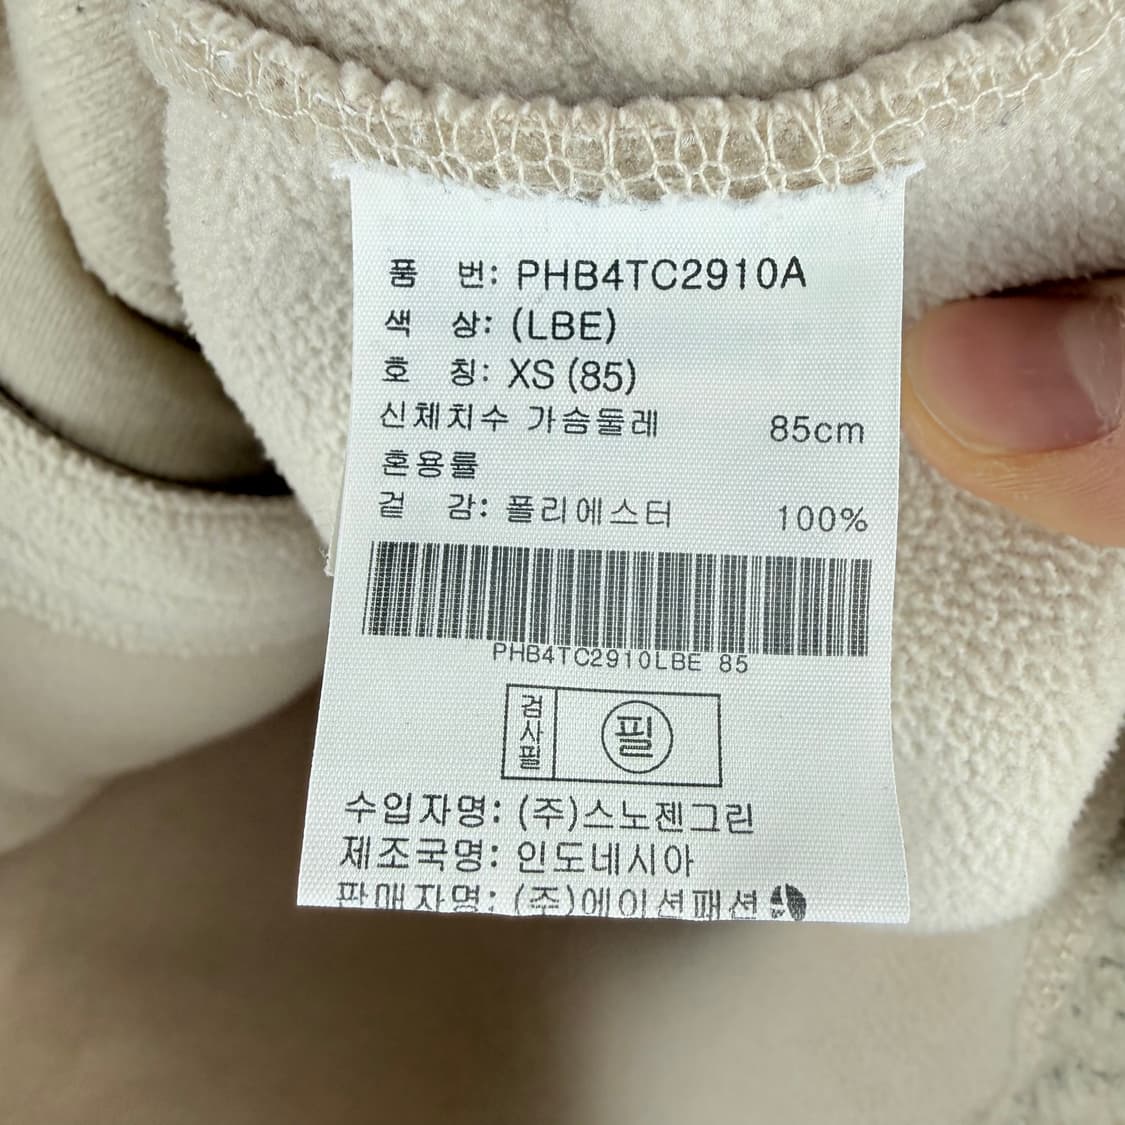 품 번: PHB4TC2910A
색 상: (LBE)
호 칭: XS (85)
신체치수 가슴둘레 85cm
혼용률
겉 감: 폴리에스터 100%
PHB4TC2910LBE 85
검사필 필
수입자명: (주)스노젠그린
제조국명: 인도네시아
판매자명: (주)에이션패션